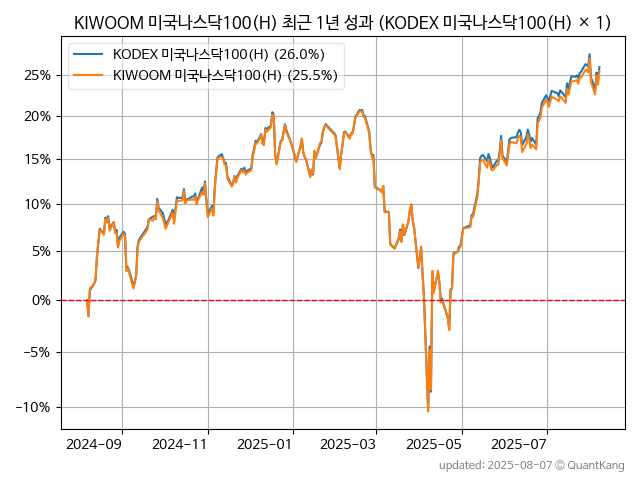 KIWOOM 미국나스닥100(H) 최근 1년 성과 (KODEX 미국나스닥100(H) × 1)
KODEX 미국나스닥100(H) (26.0%)
KIWOOM 미국나스닥100(H) (25.5%)
25%
20%
15%
10%
5%
0%
−5%
−10%
2024-09 2024-11 2025-01 2025-03 2025-05 2025-07
updated: 2025-08-07 © QuantKang